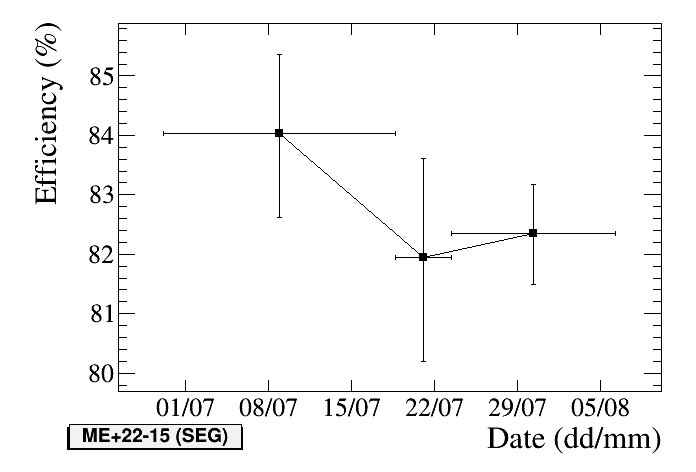 Efficiency (%)
85
84
83
82
81
80
01/07 08/07 15/07 22/07 29/07 05/08
Date (dd/mm)
ME+22-15 (SEG)